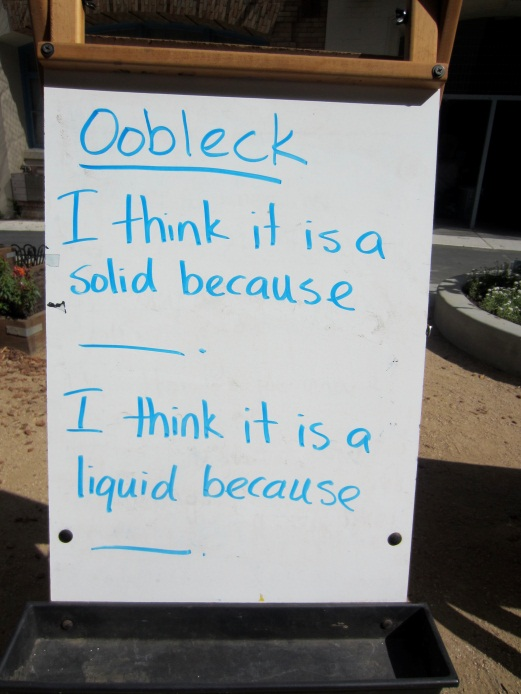 Oobleck
I think it is a
solid because
____.
I think it is a
liquid because
____.